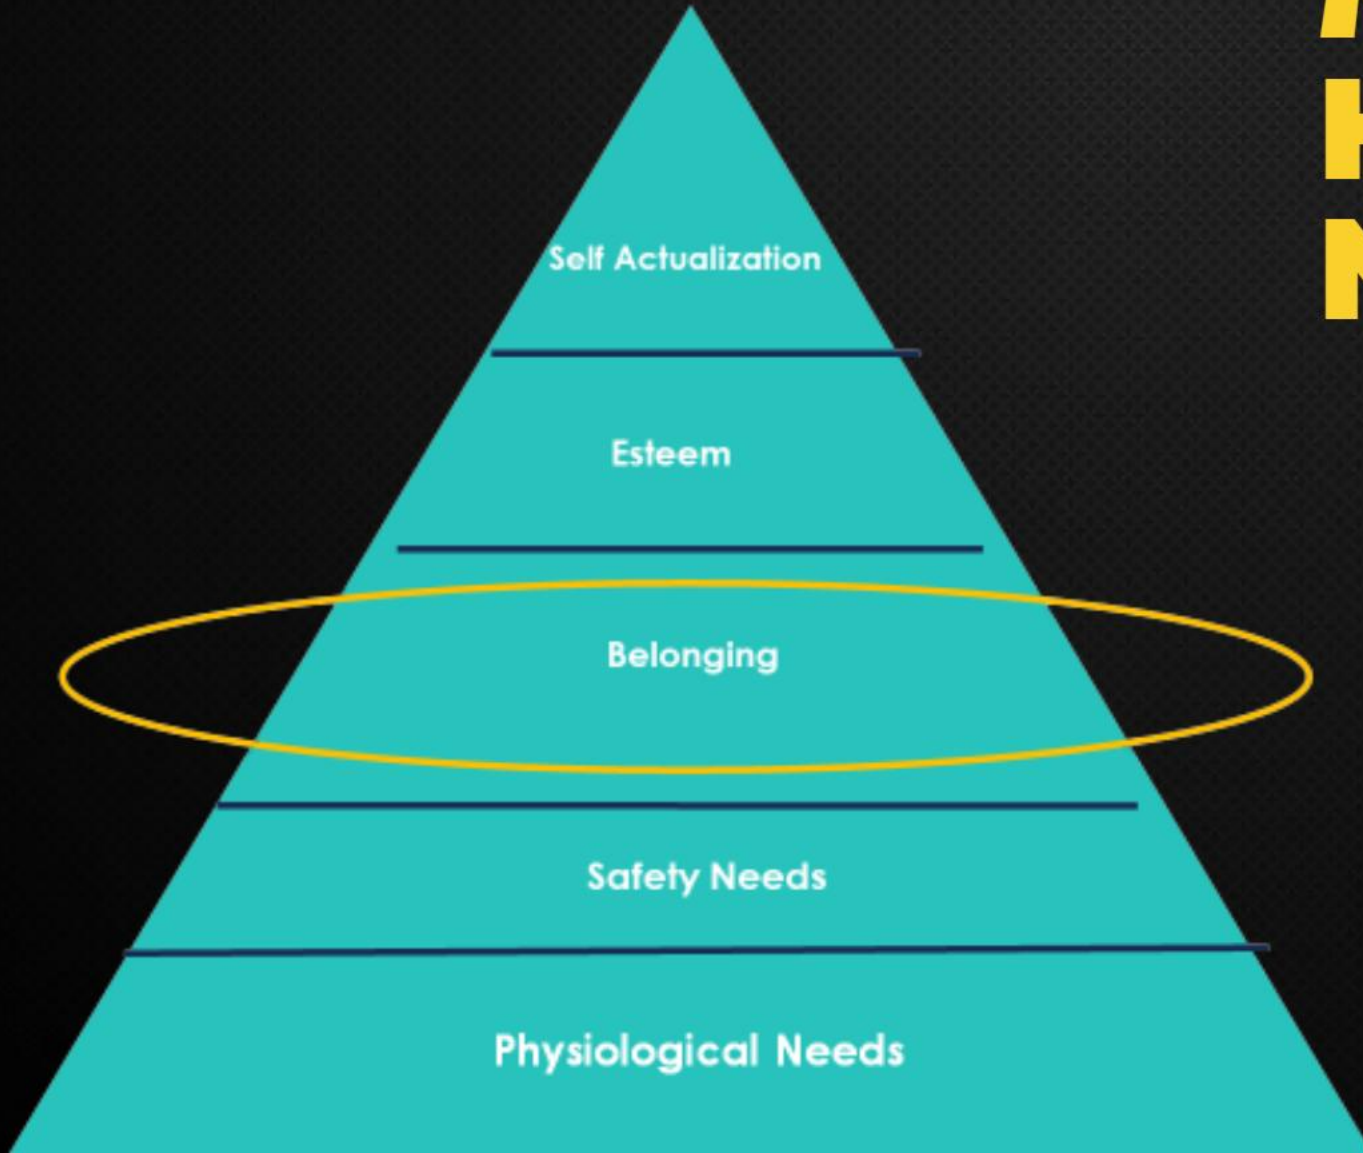 Self Actualization
Esteem
Belonging
Safety Needs
Physiological Needs